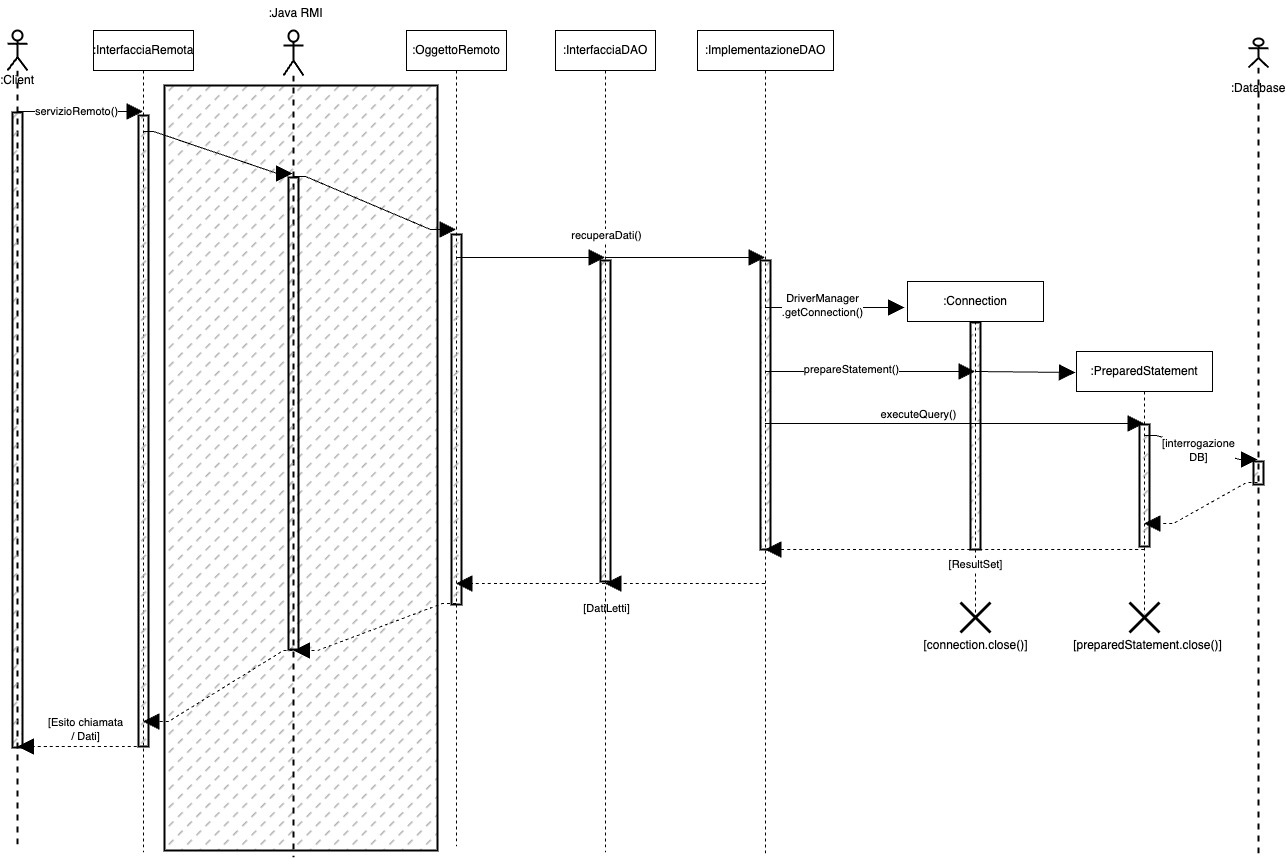 :Java RMI
:InterfacciaRemota
:OggettoRemoto
:InterfacciaDAO
:ImplementazioneDAO
:Client
:Database
servizioRemoto()
recuperaDati()
DriverManager
.getConnection()
:Connection
prepareStatement()
:PreparedStatement
executeQuery()
[interrogazione
DB]
[ResultSet]
[DatiLetti]
[connection.close()]
[preparedStatement.close()]
[Esito chiamata
/ Dati]